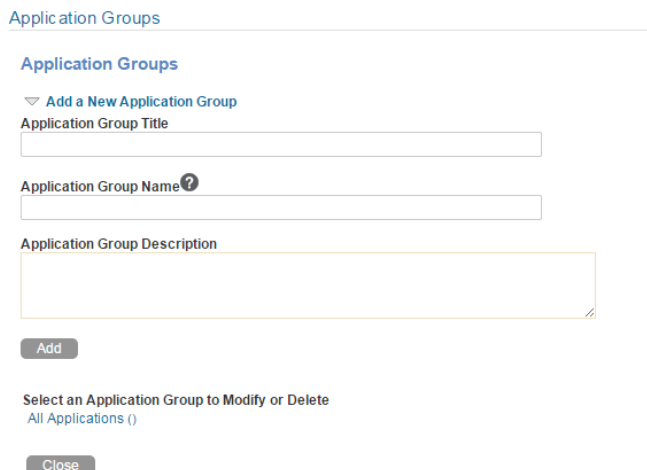 Application Groups
Application Groups
Add a New Application Group
Application Group Title
Application Group Name?
Application Group Description
Add
Select an Application Group to Modify or Delete
All Applications ()
Close